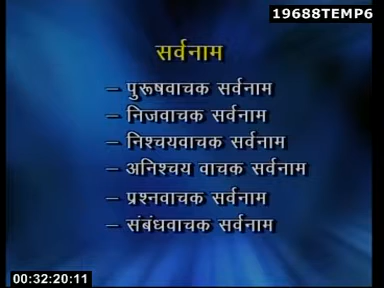 19688TEMP6
सर्वनाम
– पुरूषवाचक सर्वनाम
– निजवाचक सर्वनाम
– निश्चयवाचक सर्वनाम
– अनिश्चय वाचक सर्वनाम
– प्रश्नवाचक सर्वनाम
– संबंधवाचक सर्वनाम
00:32:20:11